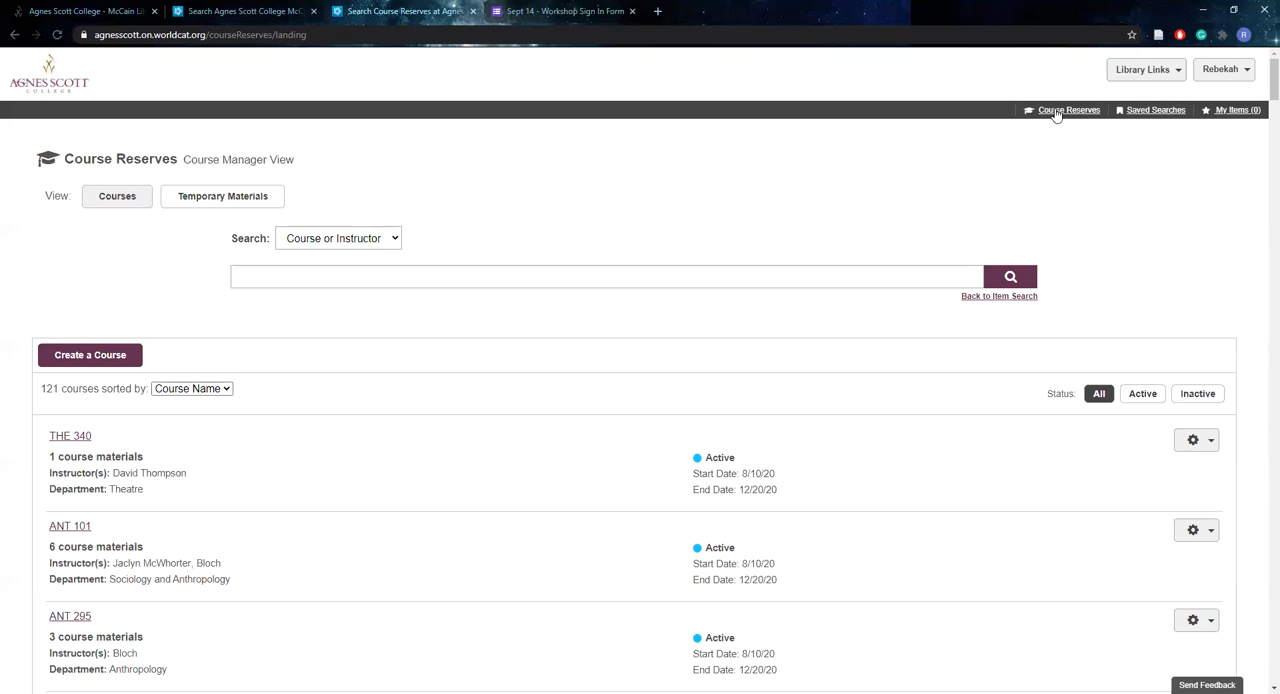 Agnes Scott College - McCain Li
Search Agnes Scott College McC
Search Course Reserves at Agnes
Sept 14 - Workshop Sign In Form
agnesscott.on.worldcat.org/courseReserves/landing
R
AGNES SCOTT
COLLEGE
Library Links
Rebekah
Course Reserves
Saved Searches
My Items (0)
Course Reserves Course Manager View
View:
Courses
Temporary Materials
Search:
Course or Instructor
Back to Item Search
Create a Course
121 courses sorted by: Course Name
Status:
All
Active
Inactive
THE 340
1 course materials
Instructor(s): David Thompson
Department: Theatre
Active
Start Date: 8/10/20
End Date: 12/20/20
ANT 101
6 course materials
Instructor(s): Jaclyn McWhorter, Bloch
Department: Sociology and Anthropology
Active
Start Date: 8/10/20
End Date: 12/20/20
ANT 295
3 course materials
Instructor(s): Bloch
Department: Anthropology
Active
Start Date: 8/10/20
End Date: 12/20/20
Send Feedback